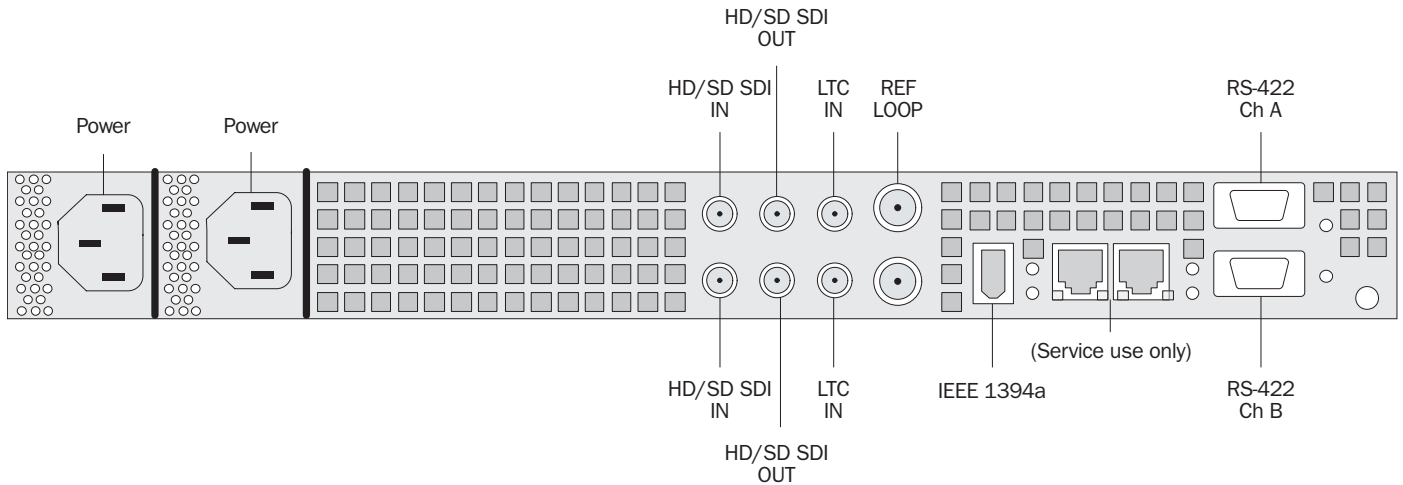 HD/SD SDI
OUT
HD/SD SDI
IN
LTC
IN
REF
LOOP
RS-422
Ch A
Power
Power
(Service use only)
HD/SD SDI
IN
LTC
IN
IEEE 1394a
RS-422
Ch B
HD/SD SDI
OUT